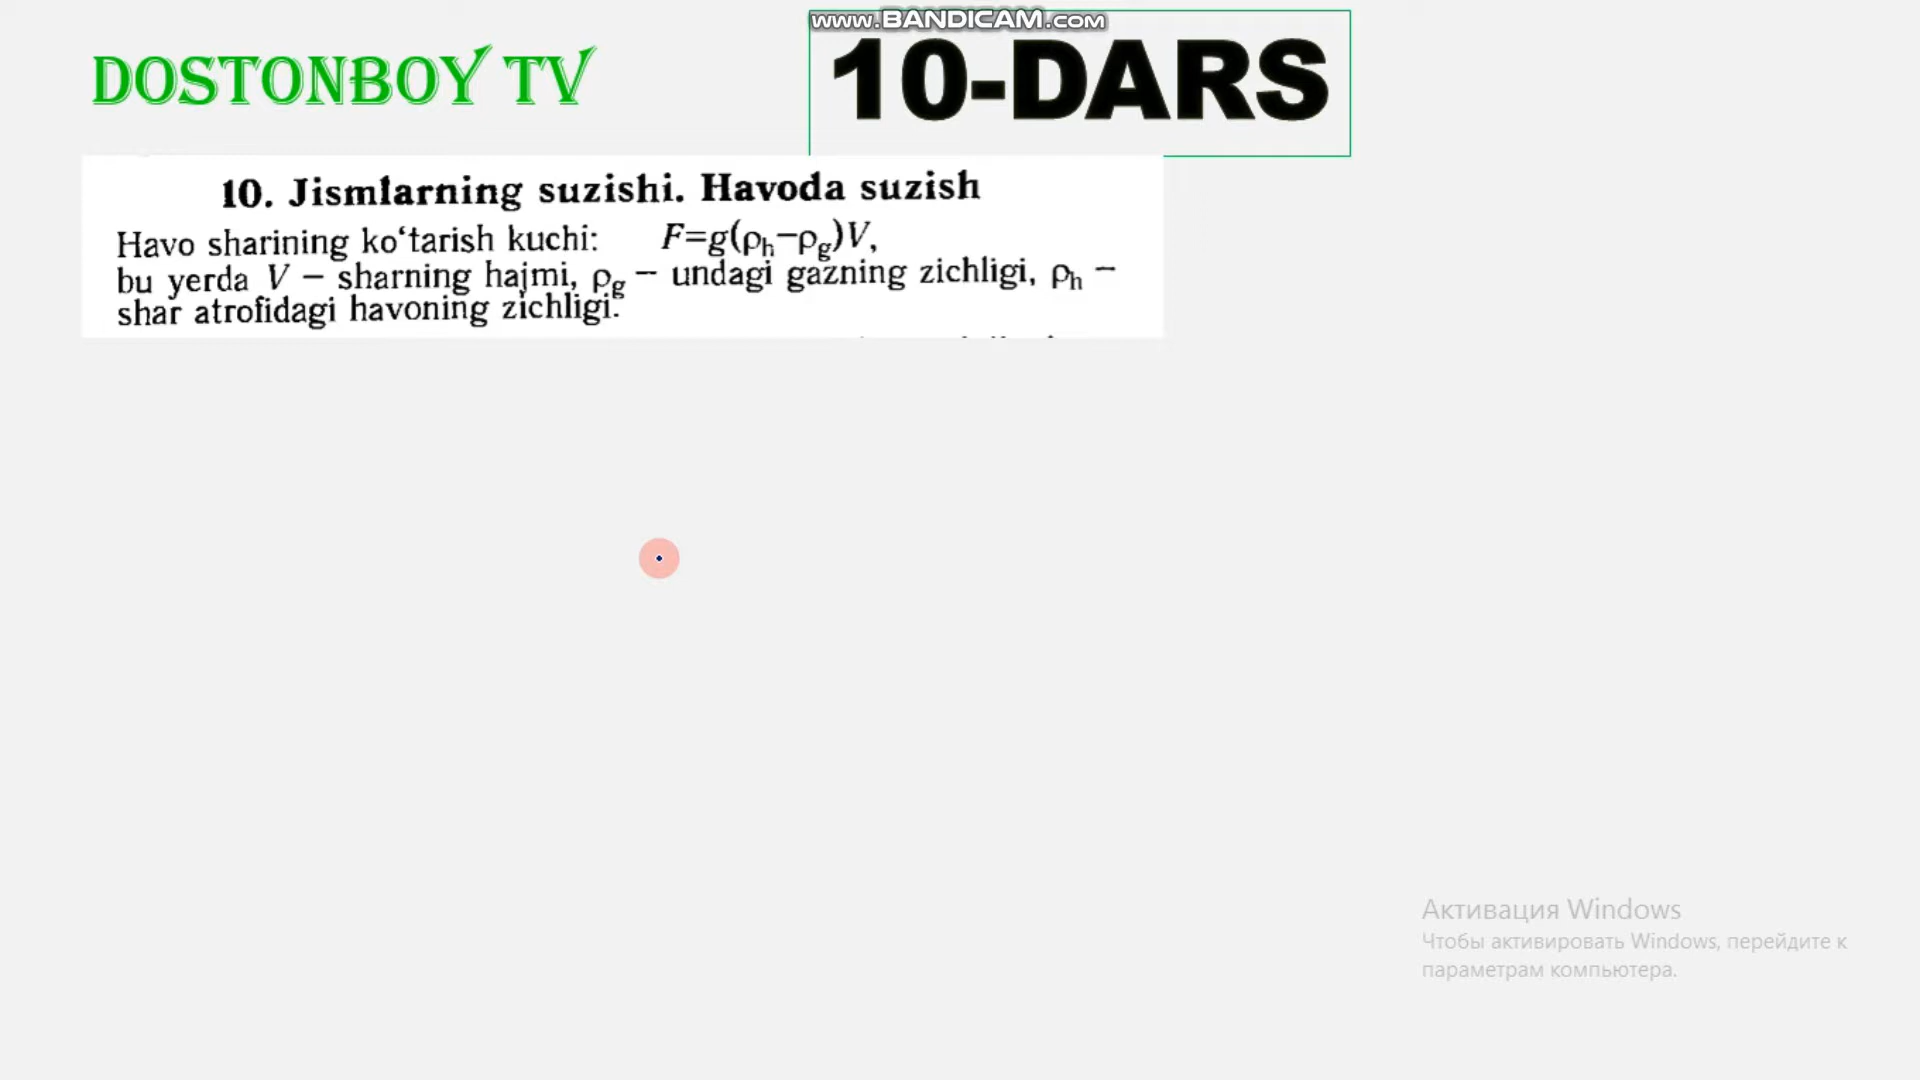 www.BANDICAM.com
DOSTONBOY TV
10-DARS
10. Jismlarning suzishi. Havoda suzish
Havo sharining ko‘tarish kuchi: F=g(ρh−ρg)V,
bu yerda V − sharning hajmi, ρg − undagi gazning zichligi, ρh −
shar atrofidagi havoning zichligi.
Активация Windows
Чтобы активировать Windows, перейдите к
параметрам компьютера.